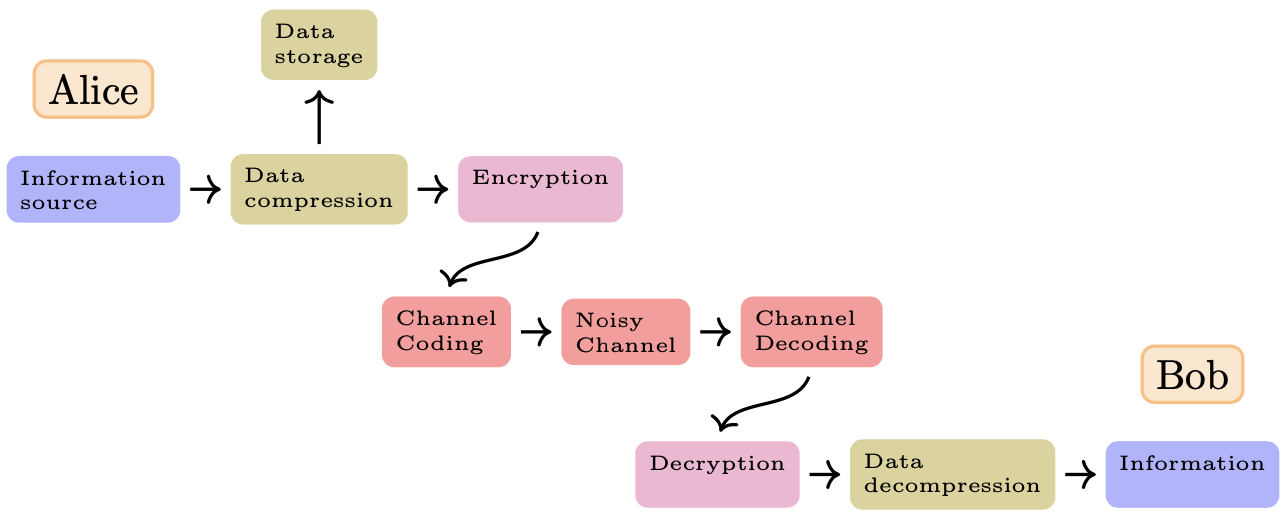 Data
storage
Alice
Information
source
Data
compression
Encryption
Channel
Coding
Noisy
Channel
Channel
Decoding
Bob
Decryption
Data
decompression
Information